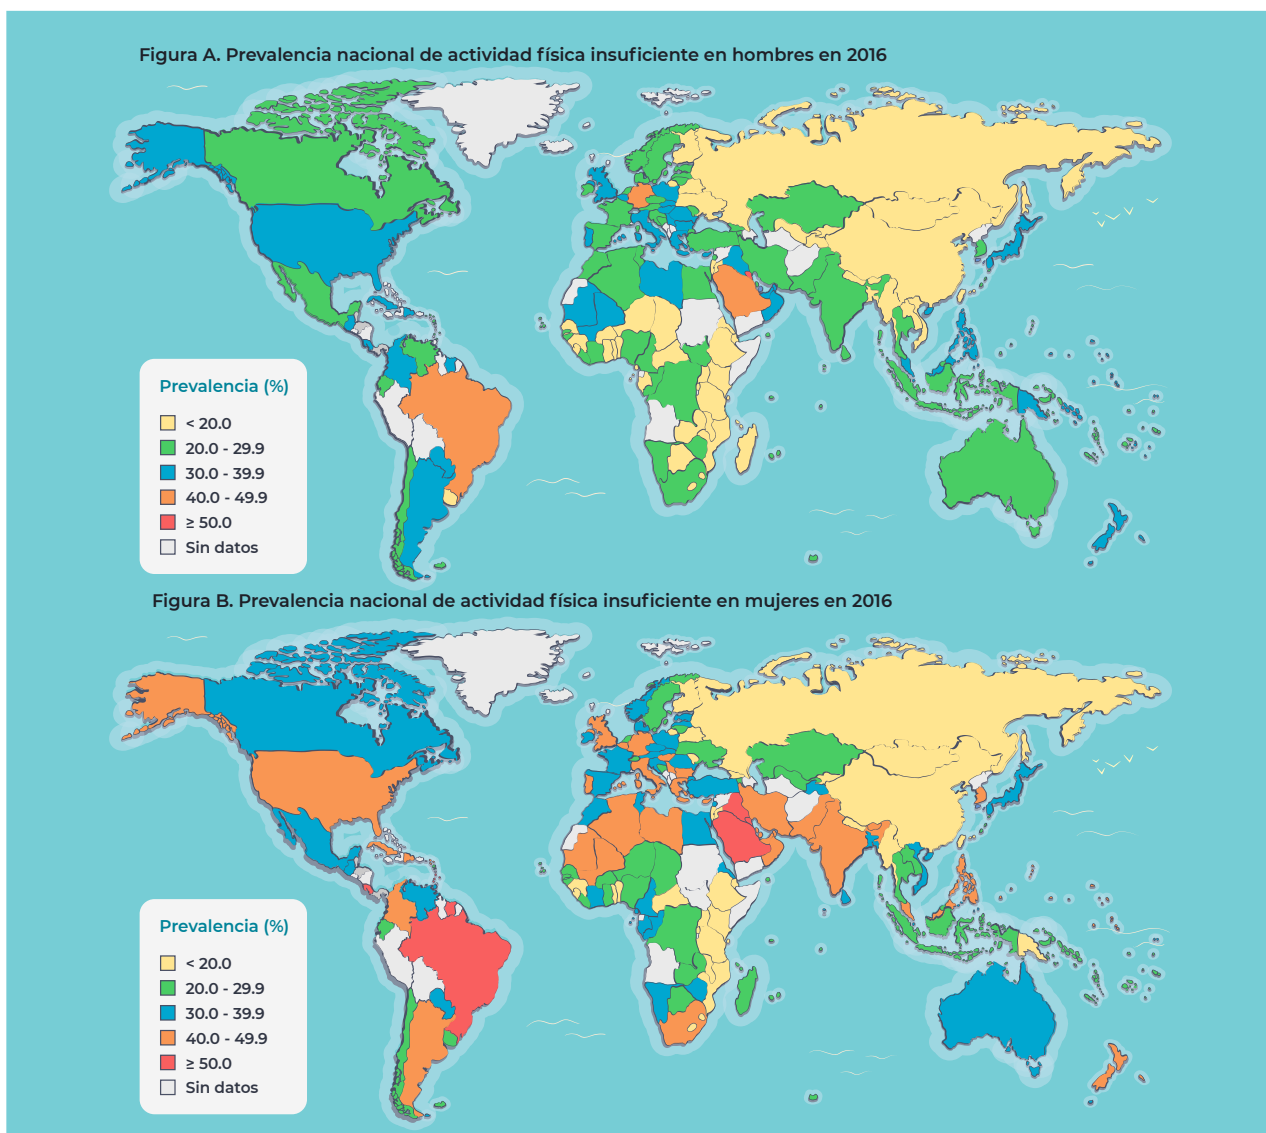 Figura A. Prevalencia nacional de actividad física insuficiente en hombres en 2016
Prevalencia (%)
< 20.0
20.0 - 29.9
30.0 - 39.9
40.0 - 49.9
≥ 50.0
Sin datos
Figura B. Prevalencia nacional de actividad física insuficiente en mujeres en 2016
Prevalencia (%)
< 20.0
20.0 - 29.9
30.0 - 39.9
40.0 - 49.9
≥ 50.0
Sin datos